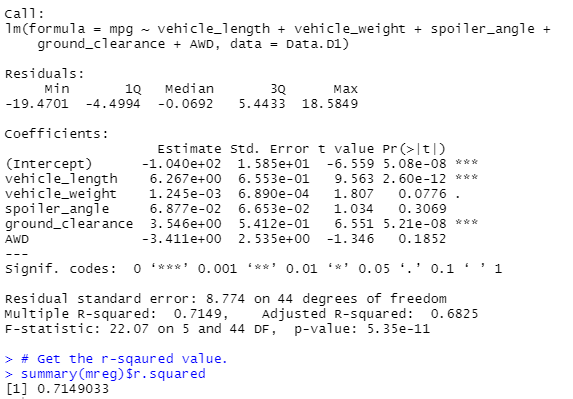 Call:
lm(formula = mpg ~ vehicle_length + vehicle_weight + spoiler_angle +
    ground_clearance + AWD, data = Data.D1)
Residuals:
     Min       1Q   Median       3Q      Max
-19.4701  -4.4994  -0.0692   5.4433  18.5849
Coefficients:
                   Estimate Std. Error t value Pr(>|t|)
(Intercept)      -1.040e+02  1.585e+01  -6.559 5.08e-08 ***
vehicle_length    6.267e+00  6.553e-01   9.563 2.60e-12 ***
vehicle_weight    1.245e-03  6.890e-04   1.807   0.0776 .
spoiler_angle     6.877e-02  6.653e-02   1.034   0.3069
ground_clearance  3.546e+00  5.412e-01   6.551 5.21e-08 ***
AWD              -3.411e+00  2.535e+00  -1.346   0.1852
---
Signif. codes:  0 ‘***’ 0.001 ‘**’ 0.01 ‘*’ 0.05 ‘.’ 0.1 ‘ ’ 1
Residual standard error: 8.774 on 44 degrees of freedom
Multiple R-squared:  0.7149,    Adjusted R-squared:  0.6825
F-statistic: 22.07 on 5 and 44 DF,  p-value: 5.35e-11
> # Get the r-sqaured value.
> summary(mreg)$r.squared
[1] 0.7149033